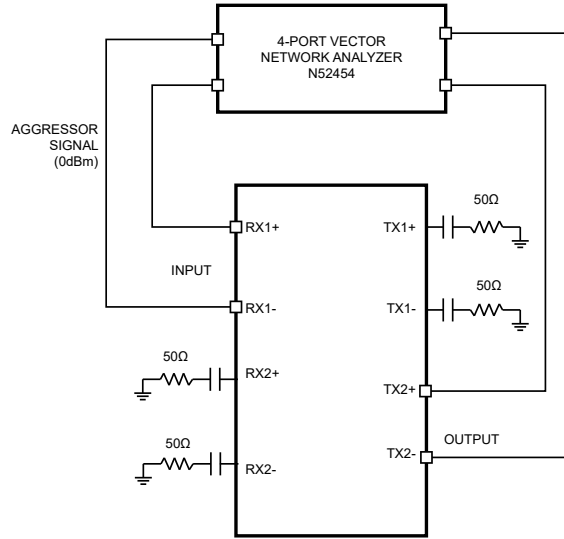 4-PORT VECTOR
NETWORK ANALYZER
N52454
AGGRESSOR
SIGNAL
(0dBm)
50Ω
RX1+
TX1+
INPUT
50Ω
RX1-
TX1-
50Ω
RX2+
TX2+
50Ω
OUTPUT
RX2-
TX2-